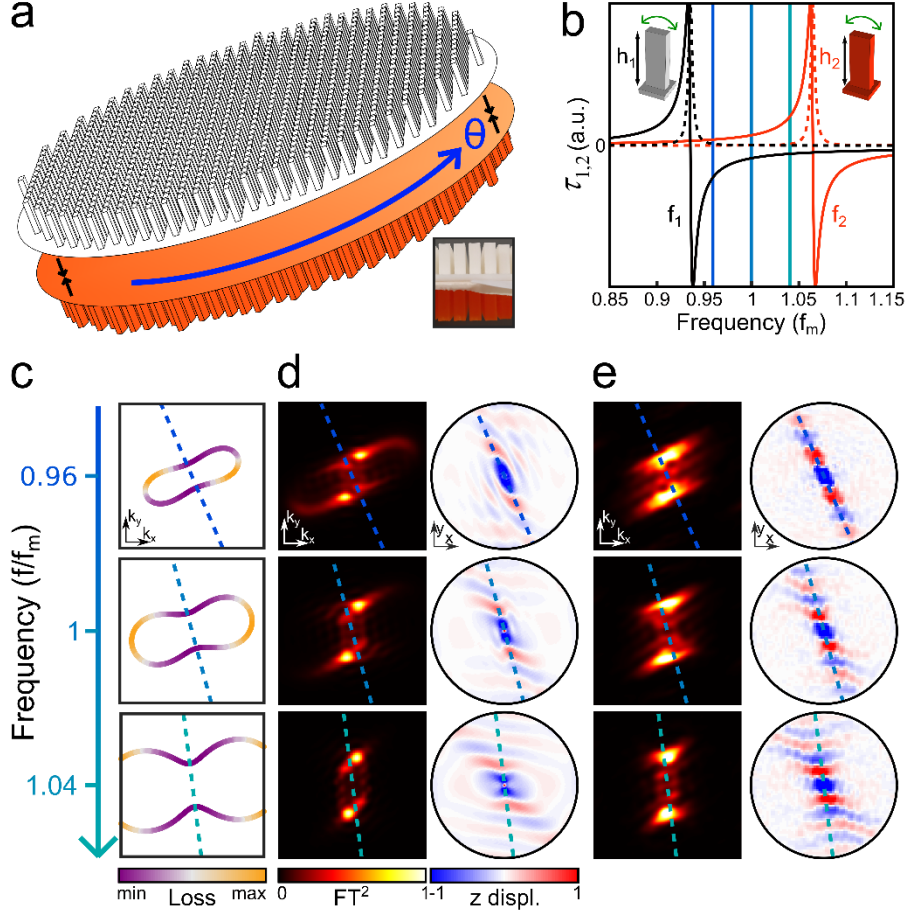 a
θ
b
τ1,2 (a.u.)
0
h1
h2
f1
f2
0.85 0.9 0.95 1 1.05 1.1 1.15
Frequency (fm)
c
d
e
Frequency (f/fm)
0.96
1
1.04
ky
kx
ky
kx
y
x
ky
kx
y
x
min Loss max
0 FT² 1
-1 z displ. 1